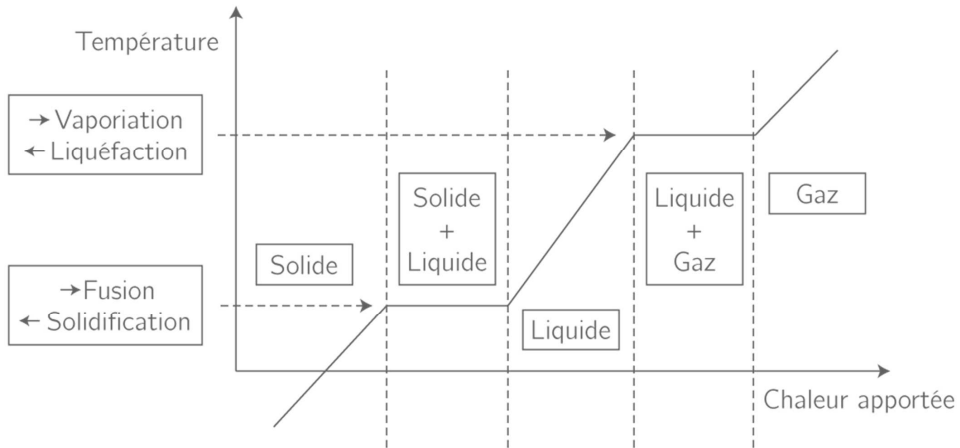 Température
→ Vaporiation
← Liquéfaction
Solide
+
Liquide
Liquide
+
Gaz
Gaz
Solide
→Fusion
← Solidification
Liquide
Chaleur apportée